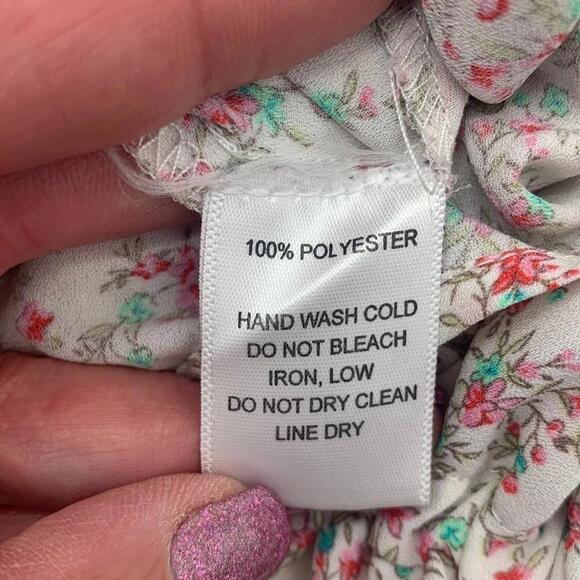 100% POLYESTER
HAND WASH COLD
DO NOT BLEACH
IRON, LOW
DO NOT DRY CLEAN
LINE DRY